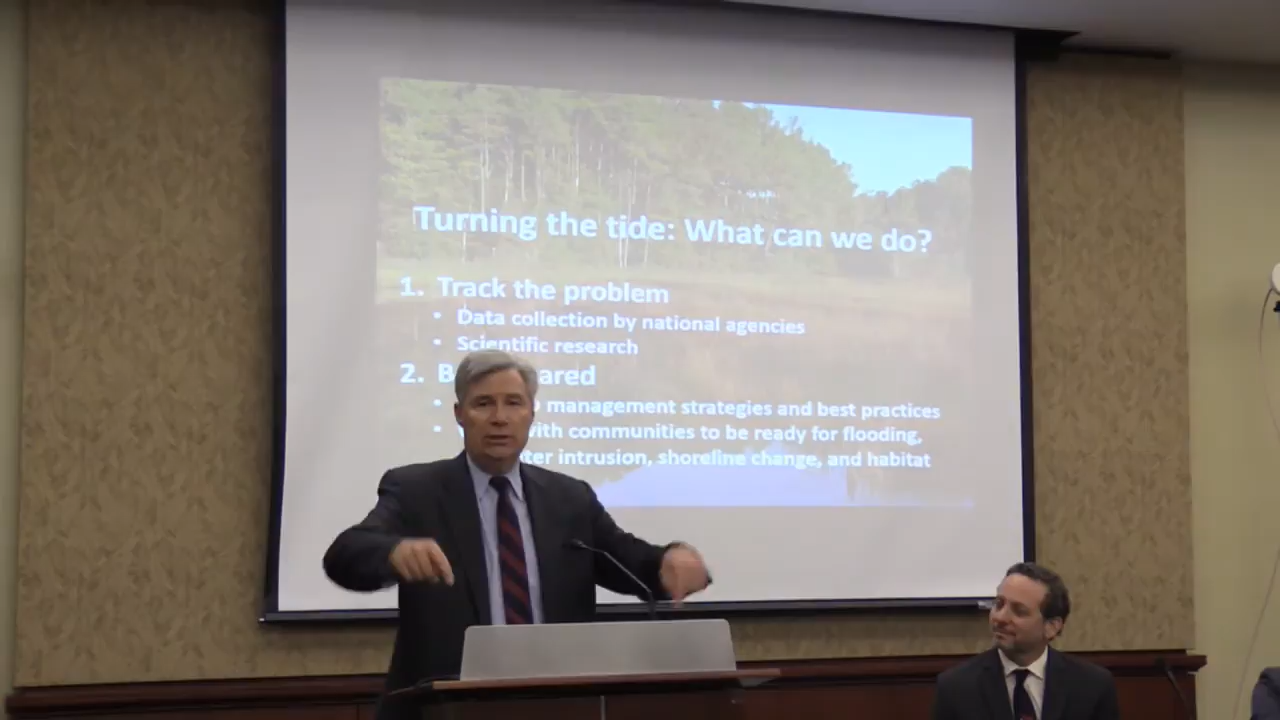 Turning the tide: What can we do?
1. Track the problem
• Data collection by national agencies
• Scientific research
2. B
• management strategies and best practices
• with communities to be ready for flooding,
intrusion, shoreline change, and habitat